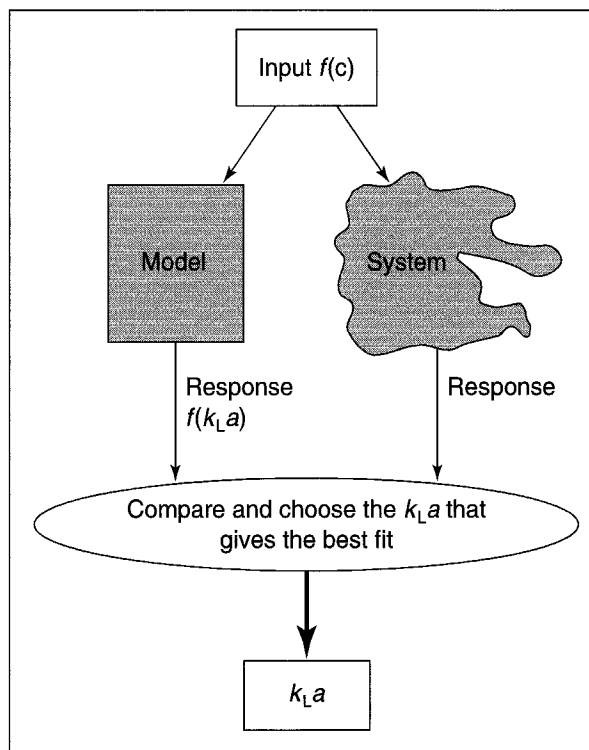 Input f(c)
Model
System
Response
f(kLa)
Response
Compare and choose the kLa that
gives the best fit
kLa